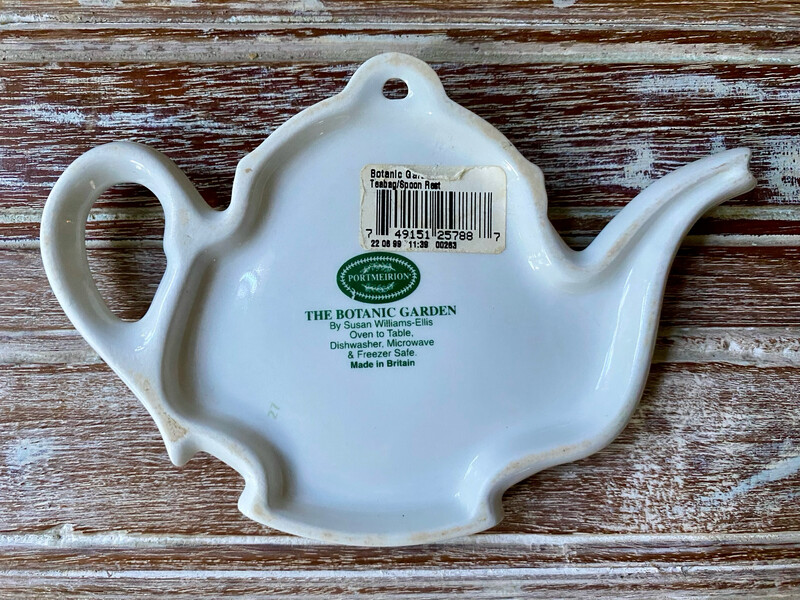 Botanic Gar
Teabag/Spoon Rest
7 49151 25788 7
22 06 99 11:39 00263
PORTMEIRION
THE BOTANIC GARDEN
By Susan Williams-Ellis
Oven to Table,
Dishwasher, Microwave
& Freezer Safe.
Made in Britain
21